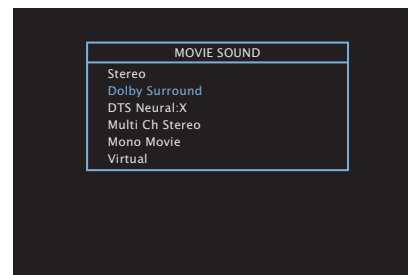 MOVIE SOUND
Stereo
Dolby Surround
DTS Neural:X
Multi Ch Stereo
Mono Movie
Virtual